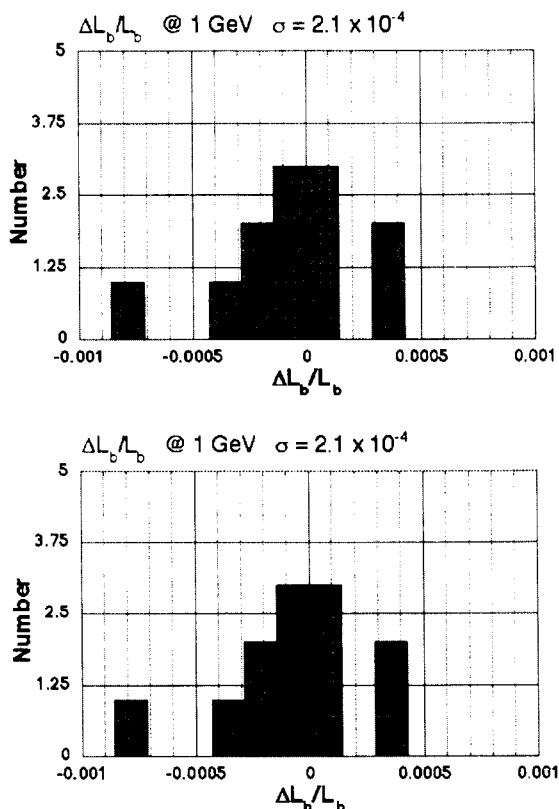 ΔL_b/L_b @ 1 GeV σ = 2.1 x 10^-4
5
3.75
2.5
1.25
0
Number
-0.001 -0.0005 0 0.0005 0.001
ΔL_b/L_b
ΔL_b/L_b @ 1 GeV σ = 2.1 x 10^-4
5
3.75
2.5
1.25
0
Number
-0.001 -0.0005 0 0.0005 0.001
ΔL_b/L_b